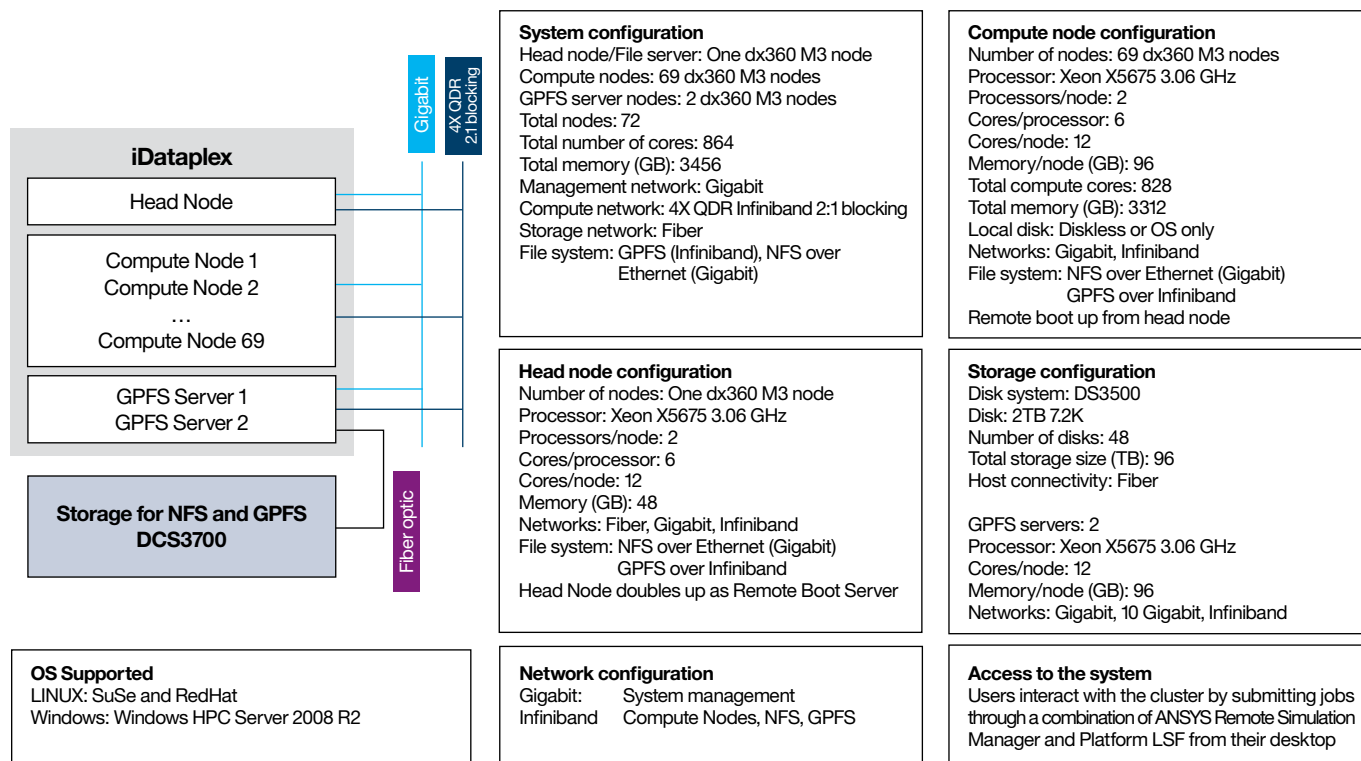 Gigabit
4X QDR
2:1 blocking
iDataplex
Head Node
Compute Node 1
Compute Node 2
…
Compute Node 69
GPFS Server 1
GPFS Server 2
Storage for NFS and GPFS
DCS3700
Fiber optic
System configuration
Head node/File server: One dx360 M3 node
Compute nodes: 69 dx360 M3 nodes
GPFS server nodes: 2 dx360 M3 nodes
Total nodes: 72
Total number of cores: 864
Total memory (GB): 3456
Management network: Gigabit
Compute network: 4X QDR Infiniband 2:1 blocking
Storage network: Fiber
File system: GPFS (Infiniband), NFS over
Ethernet (Gigabit)
Compute node configuration
Number of nodes: 69 dx360 M3 nodes
Processor: Xeon X5675 3.06 GHz
Processors/node: 2
Cores/processor: 6
Cores/node: 12
Memory/node (GB): 96
Total compute cores: 828
Total memory (GB): 3312
Local disk: Diskless or OS only
Networks: Gigabit, Infiniband
File system: NFS over Ethernet (Gigabit)
GPFS over Infiniband
Remote boot up from head node
Head node configuration
Number of nodes: One dx360 M3 node
Processor: Xeon X5675 3.06 GHz
Processors/node: 2
Cores/processor: 6
Cores/node: 12
Memory (GB): 48
Networks: Fiber, Gigabit, Infiniband
File system: NFS over Ethernet (Gigabit)
GPFS over Infiniband
Head Node doubles up as Remote Boot Server
Storage configuration
Disk system: DS3500
Disk: 2TB 7.2K
Number of disks: 48
Total storage size (TB): 96
Host connectivity: Fiber
GPFS servers: 2
Processor: Xeon X5675 3.06 GHz
Cores/node: 12
Memory/node (GB): 96
Networks: Gigabit, 10 Gigabit, Infiniband
OS Supported
LINUX: SuSe and RedHat
Windows: Windows HPC Server 2008 R2
Network configuration
Gigabit: System management
Infiniband Compute Nodes, NFS, GPFS
Access to the system
Users interact with the cluster by submitting jobs
through a combination of ANSYS Remote Simulation
Manager and Platform LSF from their desktop